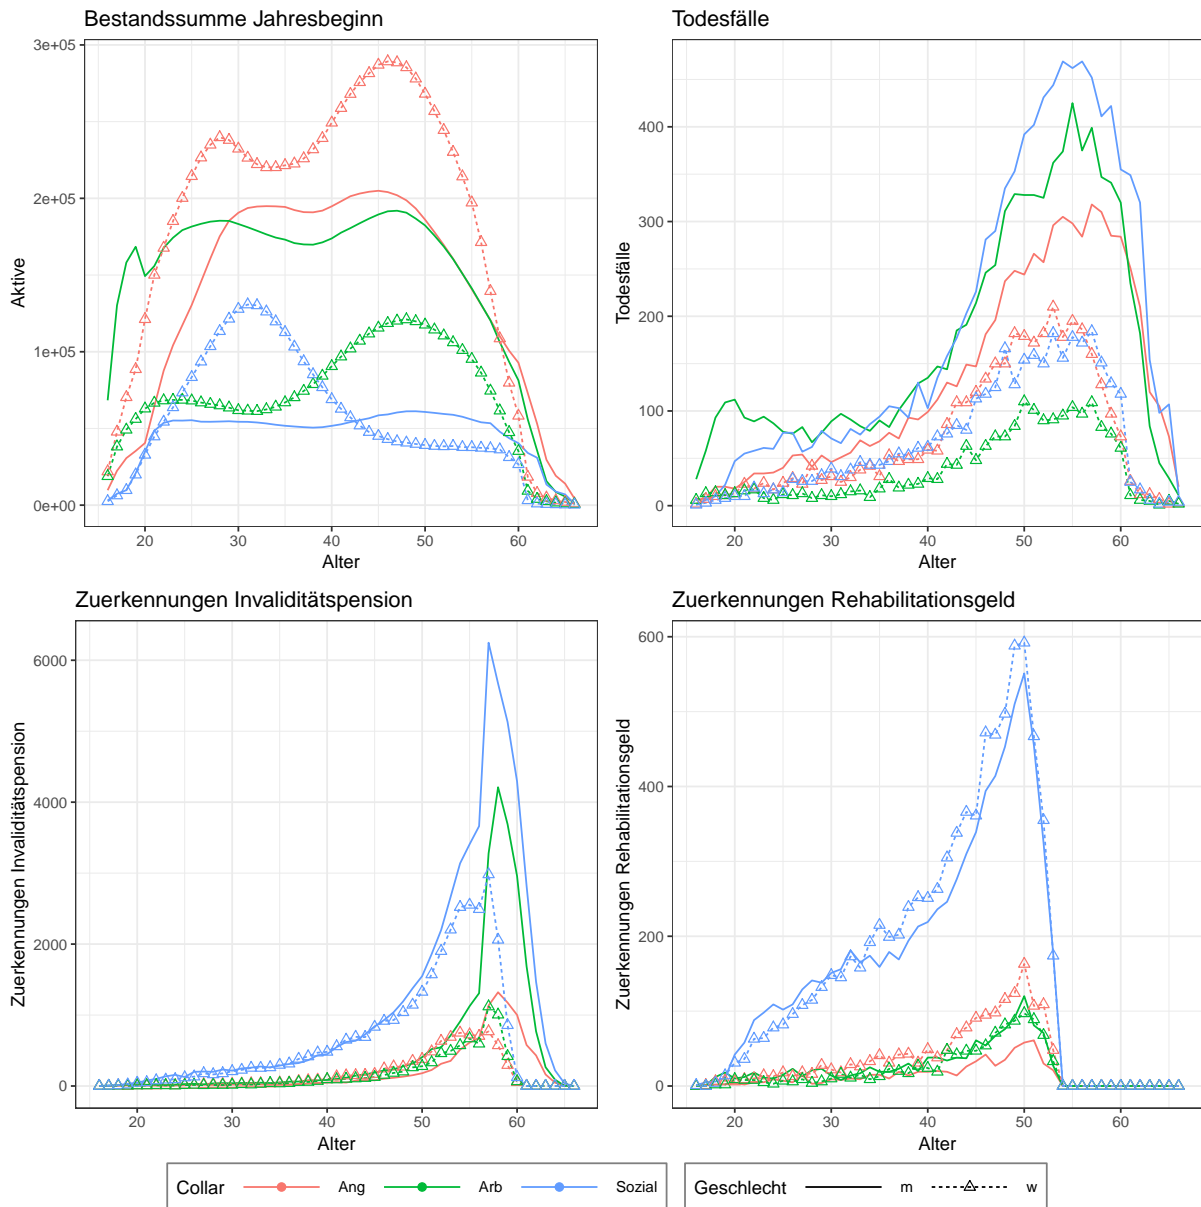 Bestandssumme Jahresbeginn
Aktive
3e+05
2e+05
1e+05
0e+00
20 30 40 50 60
Alter
Todesfälle
Todesfälle
400
300
200
100
0
20 30 40 50 60
Alter
Zuerkennungen Invaliditätspension
Zuerkennungen Invaliditätspension
6000
4000
2000
0
20 30 40 50 60
Alter
Zuerkennungen Rehabilitationsgeld
Zuerkennungen Rehabilitationsgeld
600
400
200
0
20 30 40 50 60
Alter
Collar Ang Arb Sozial
Geschlecht m w